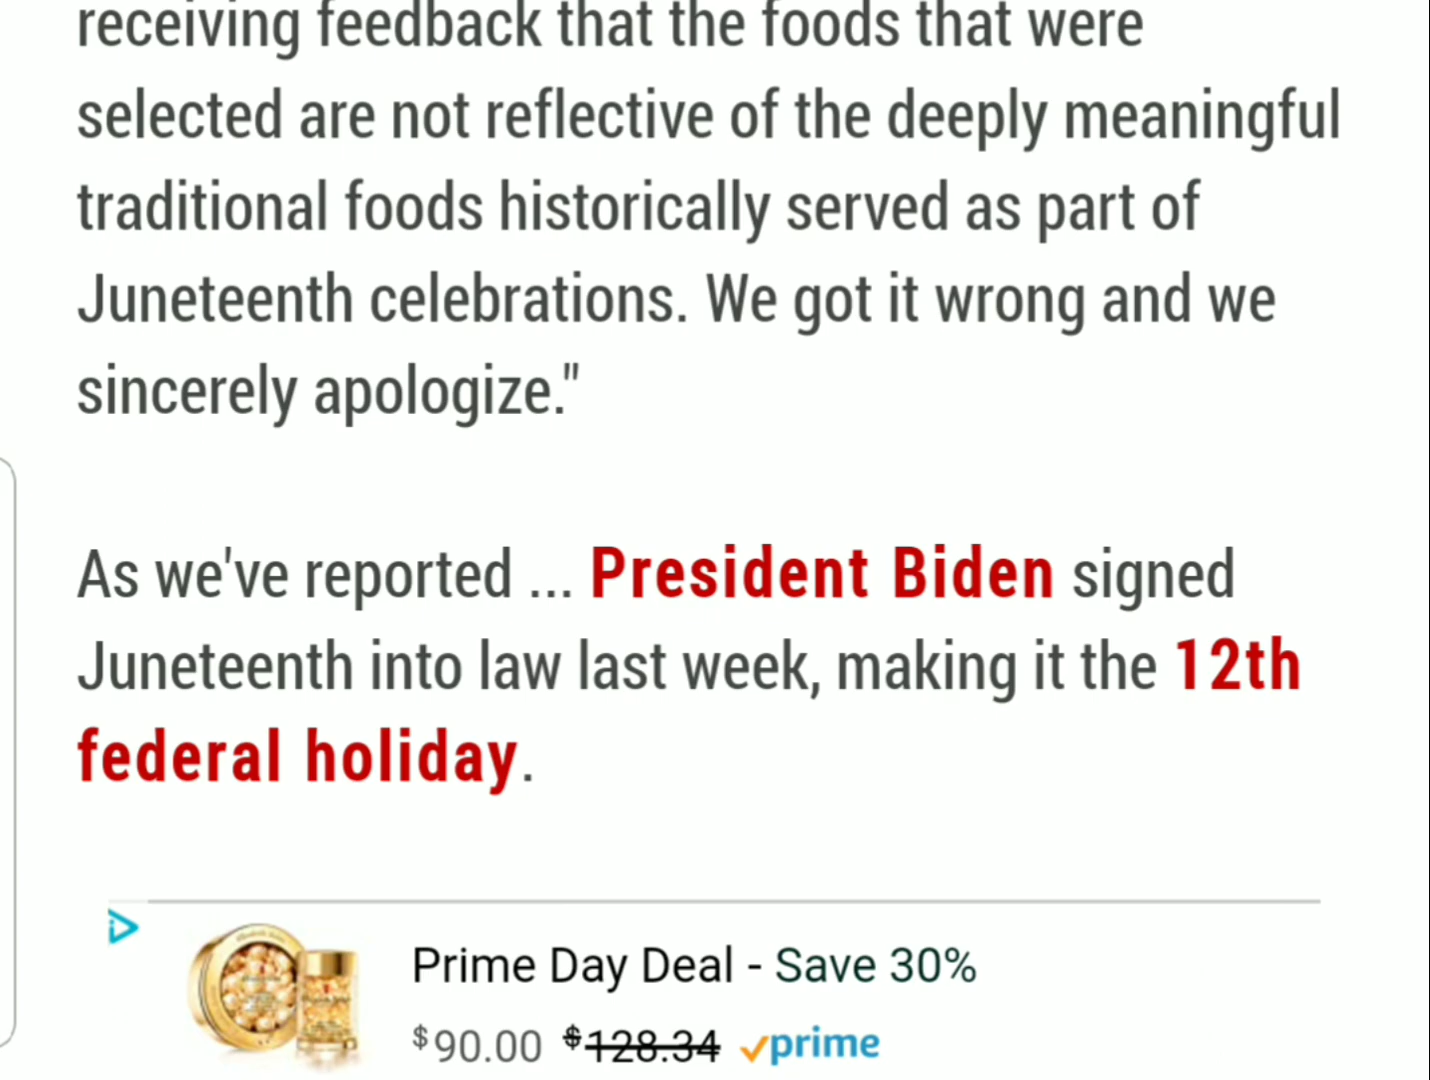 receiving feedback that the foods that were
selected are not reflective of the deeply meaningful
traditional foods historically served as part of
Juneteenth celebrations. We got it wrong and we
sincerely apologize."
As we've reported ... President Biden signed
Juneteenth into law last week, making it the 12th
federal holiday.
Prime Day Deal - Save 30%
$90.00 $128.34 prime